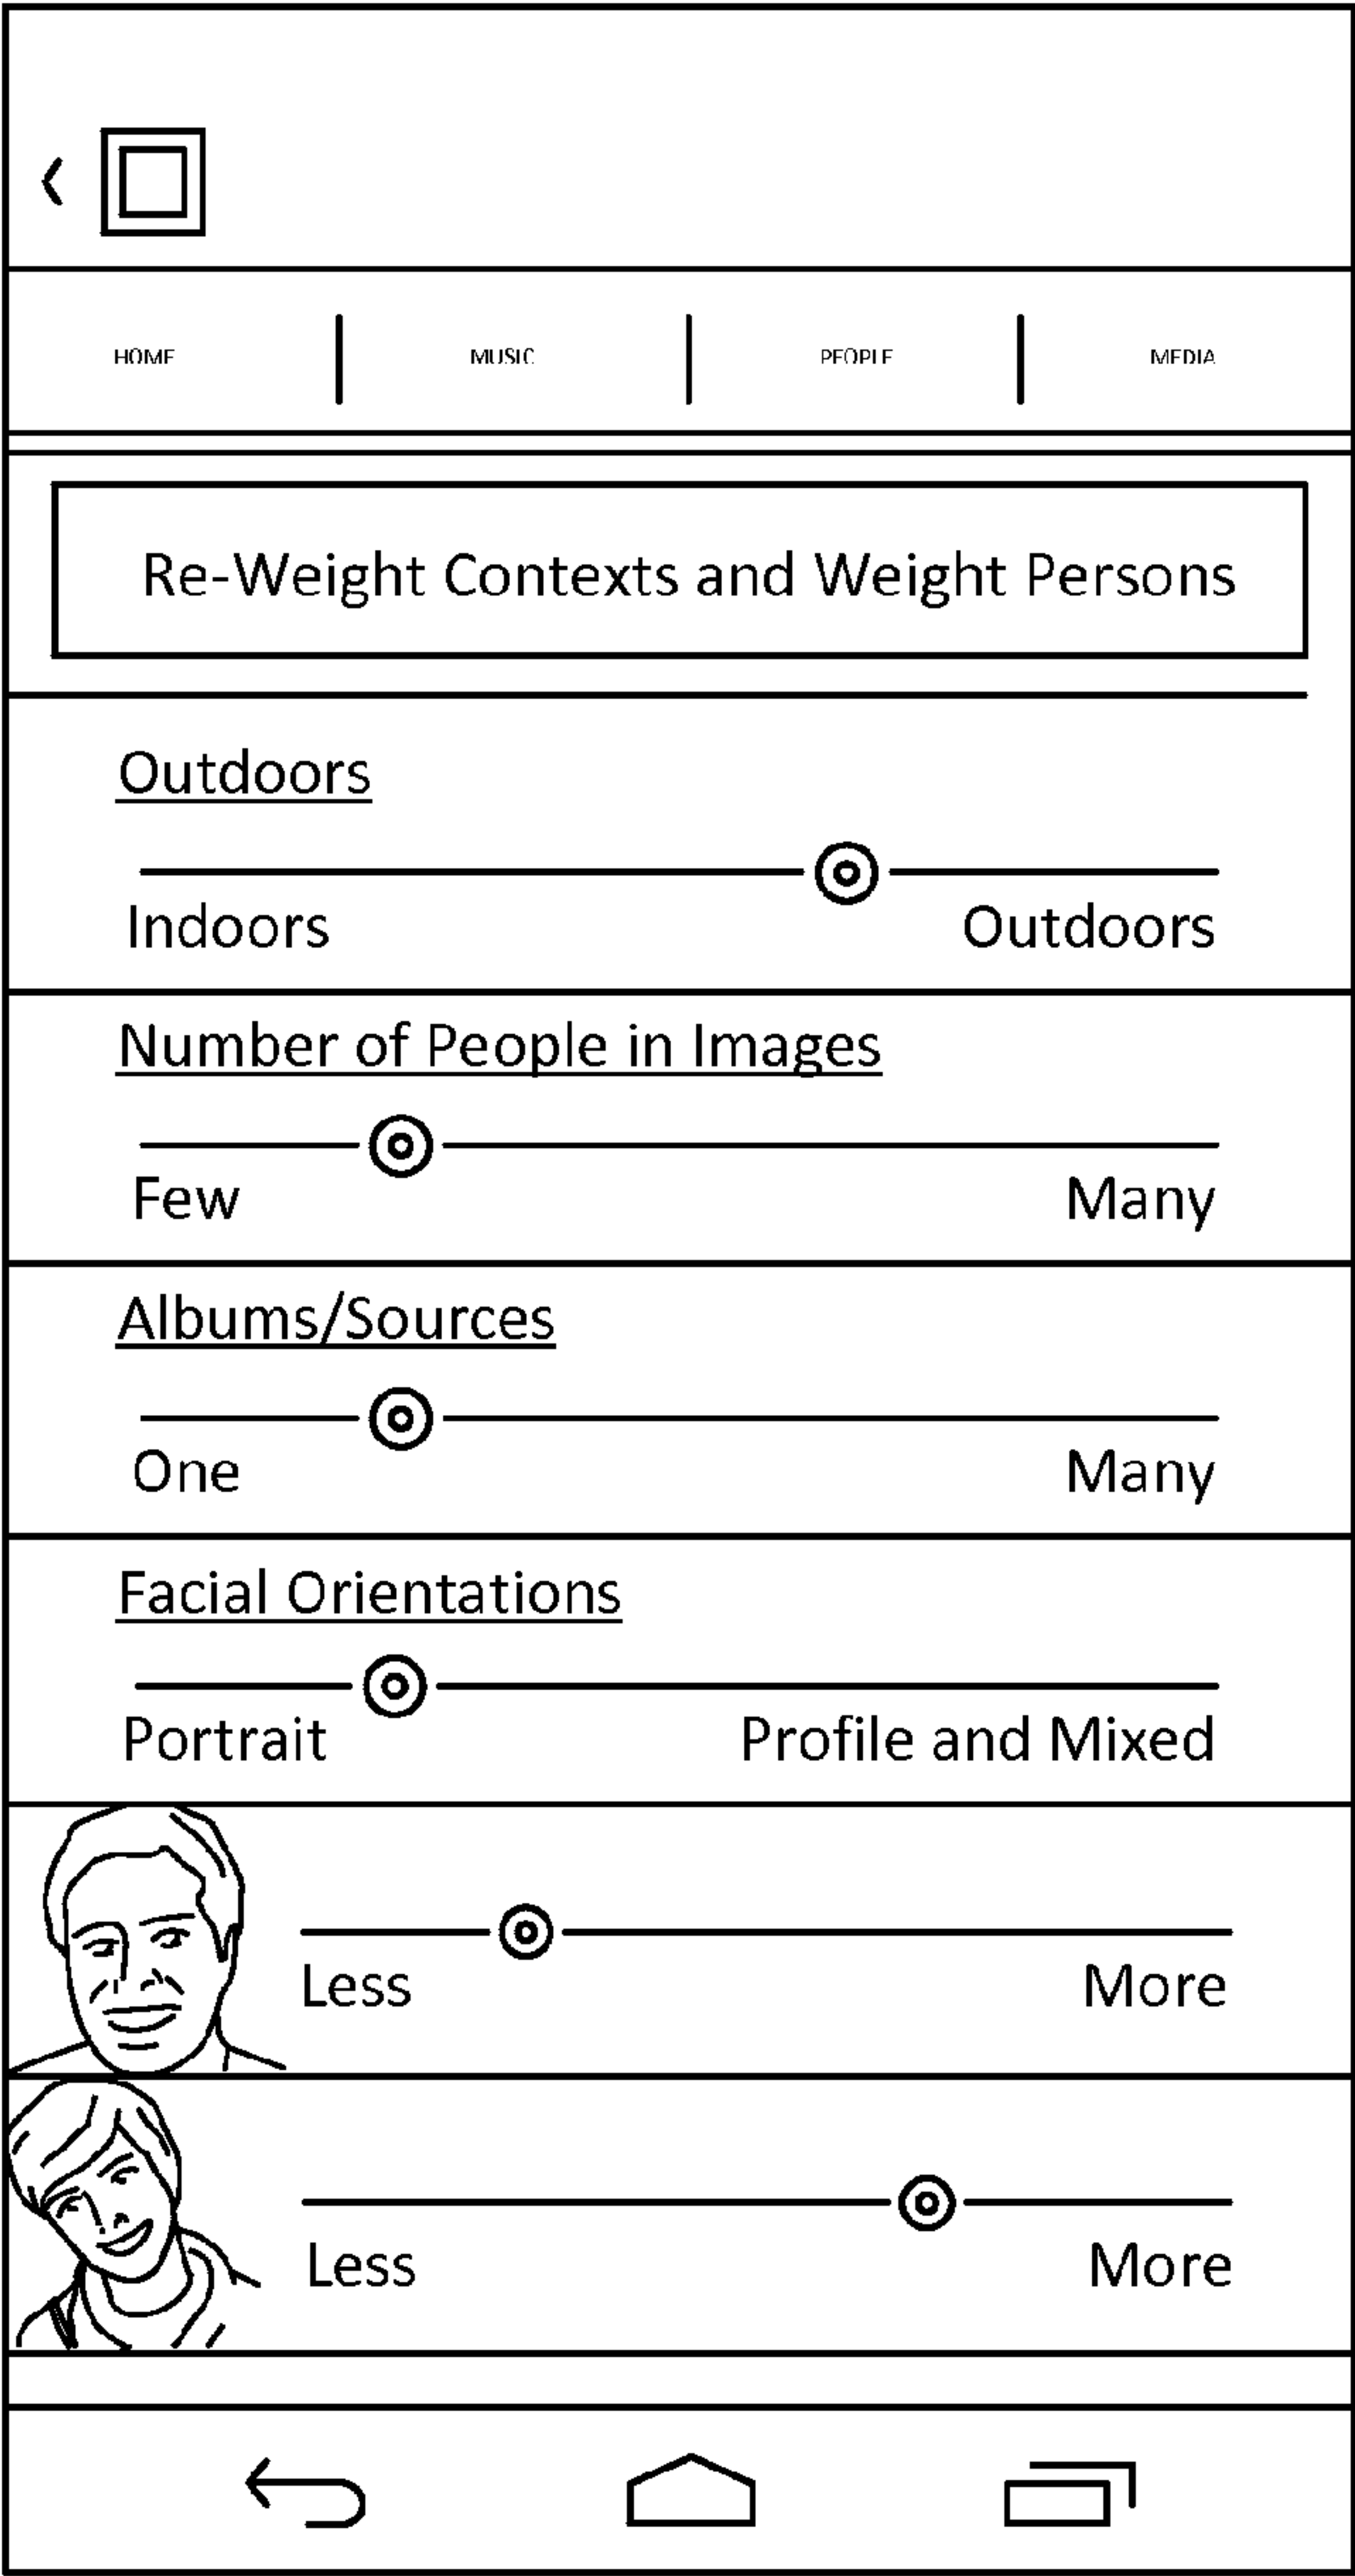 HOME MUSIC PEOPLE MEDIA
Re-Weight Contexts and Weight Persons
Outdoors
Indoors Outdoors
Number of People in Images
Few Many
Albums/Sources
One Many
Facial Orientations
Portrait Profile and Mixed
Less More
Less More